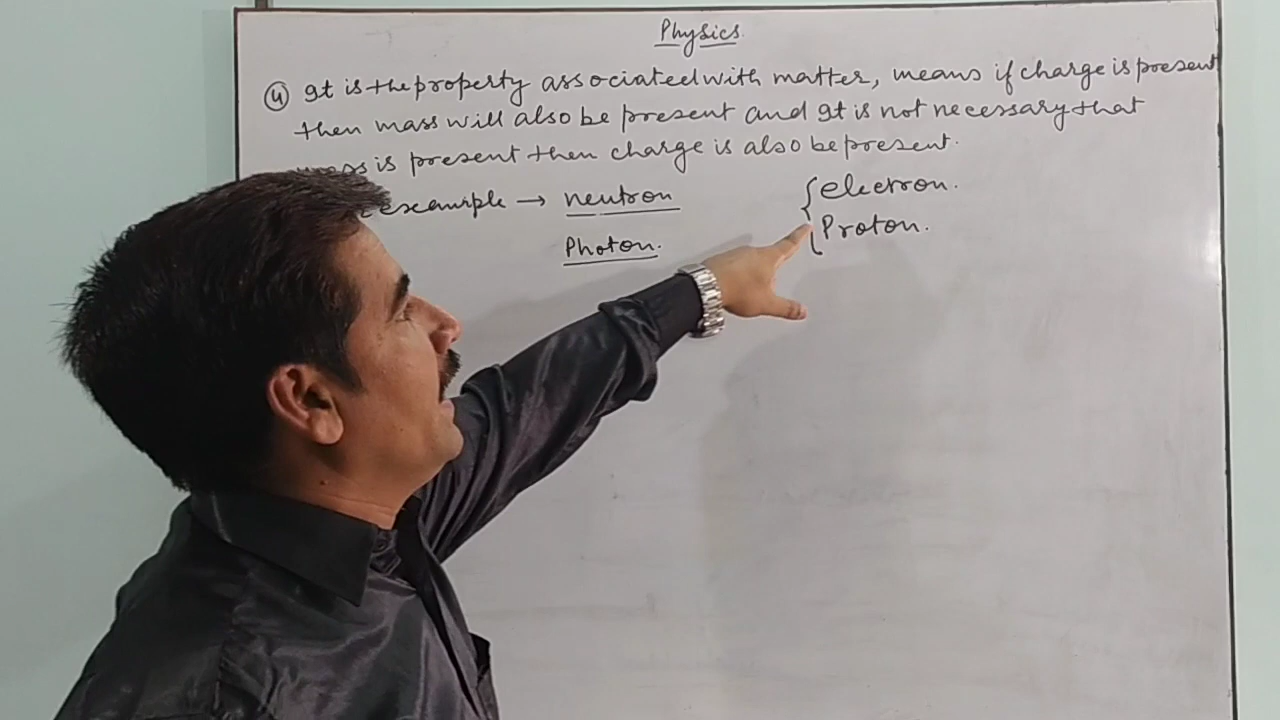 Physics
④ It is the property associated with matter, means if charge is present
then mass will also be present and It is not necessary that
mass is present then charge is also be present.
example → neutron { electron.
Photon. Proton.